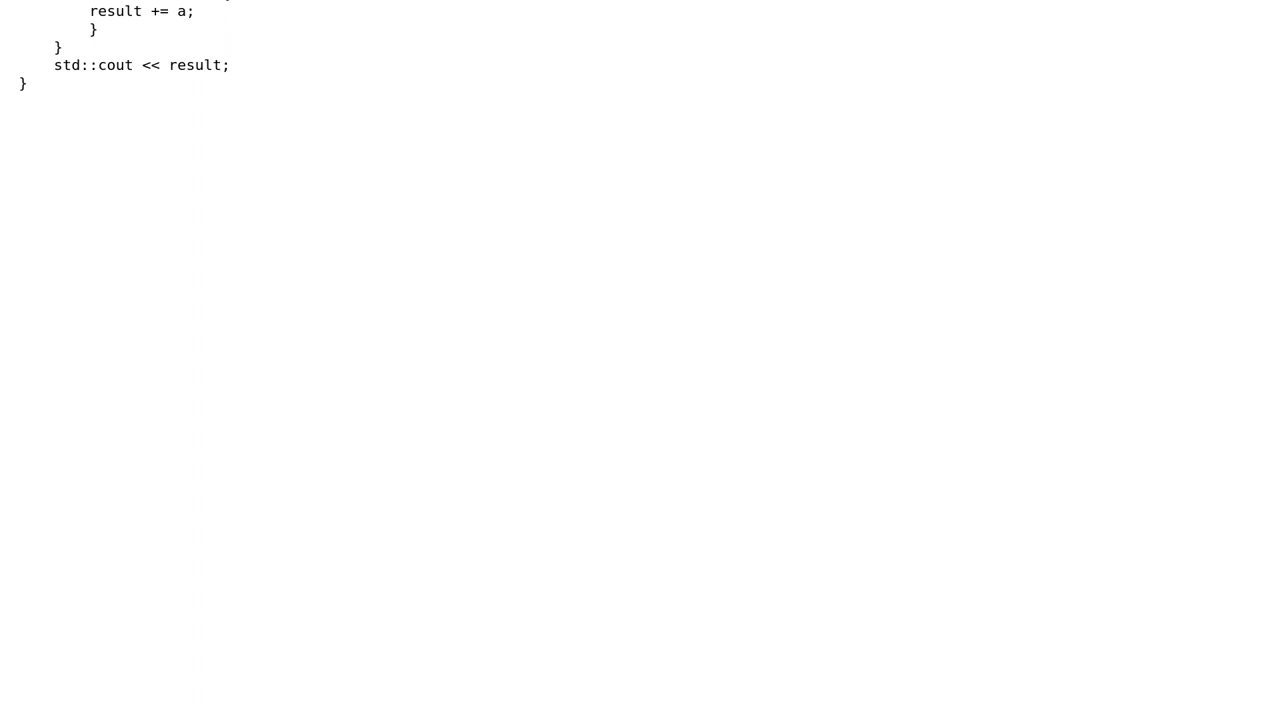 result += a;
        }
    }
    std::cout << result;
}